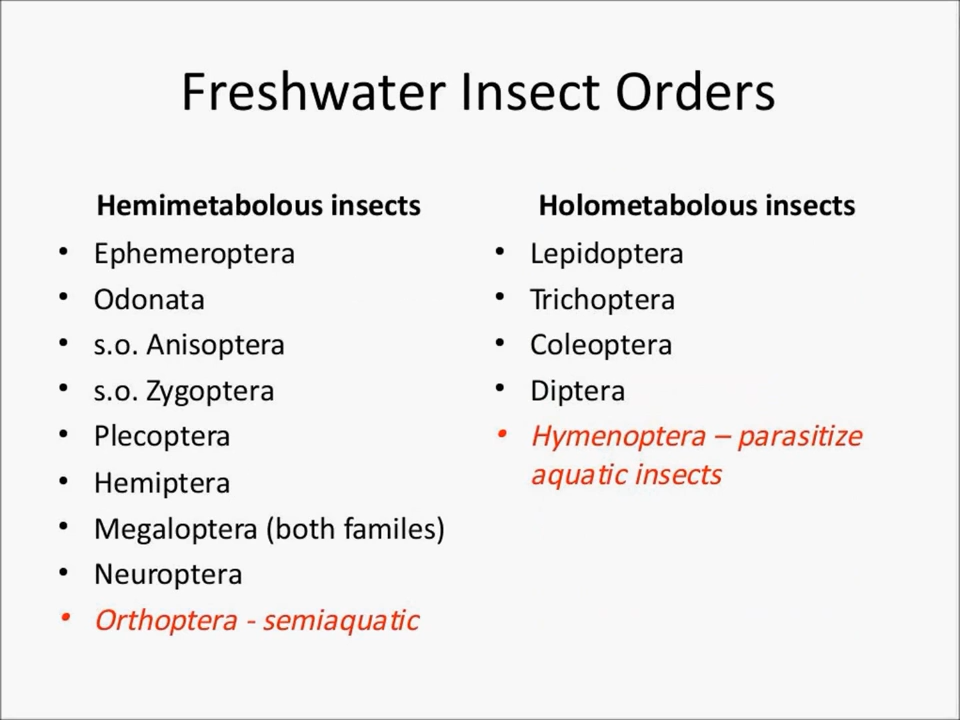 Freshwater Insect Orders
Hemimetabolous insects
• Ephemeroptera
• Odonata
• s.o. Anisoptera
• s.o. Zygoptera
• Plecoptera
• Hemiptera
• Megaloptera (both familes)
• Neuroptera
• Orthoptera - semiaquatic
Holometabolous insects
• Lepidoptera
• Trichoptera
• Coleoptera
• Diptera
• Hymenoptera – parasitize
aquatic insects